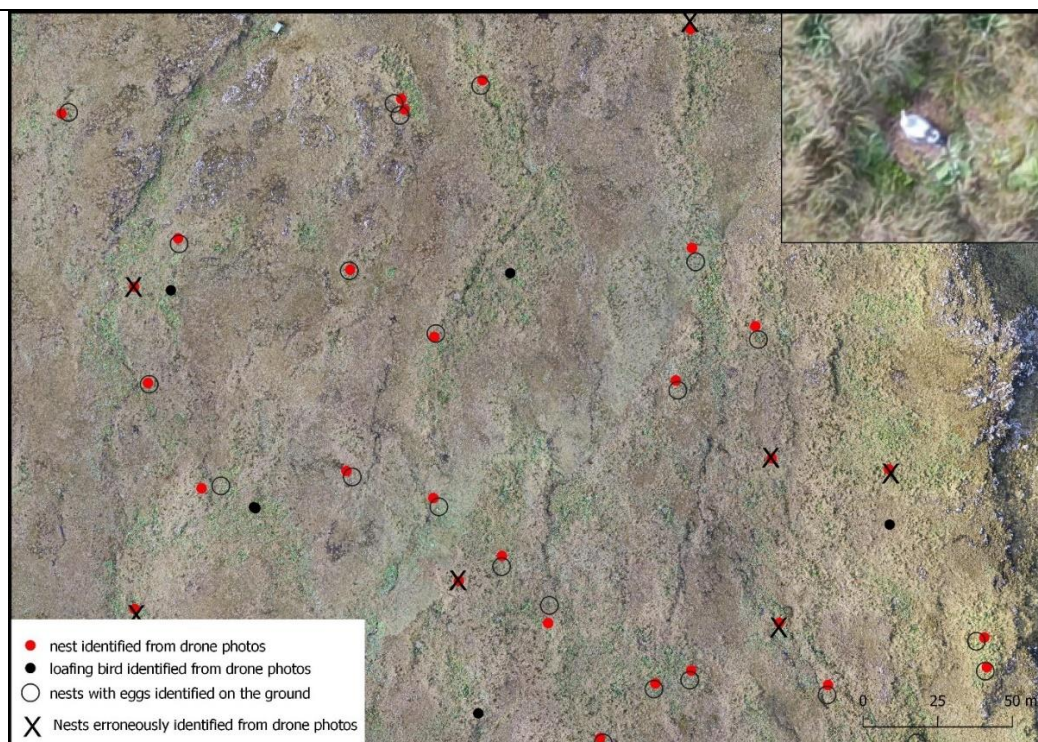 nest identified from drone photos
loafing bird identified from drone photos
nests with eggs identified on the ground
Nests erroneously identified from drone photos
0 25 50 m